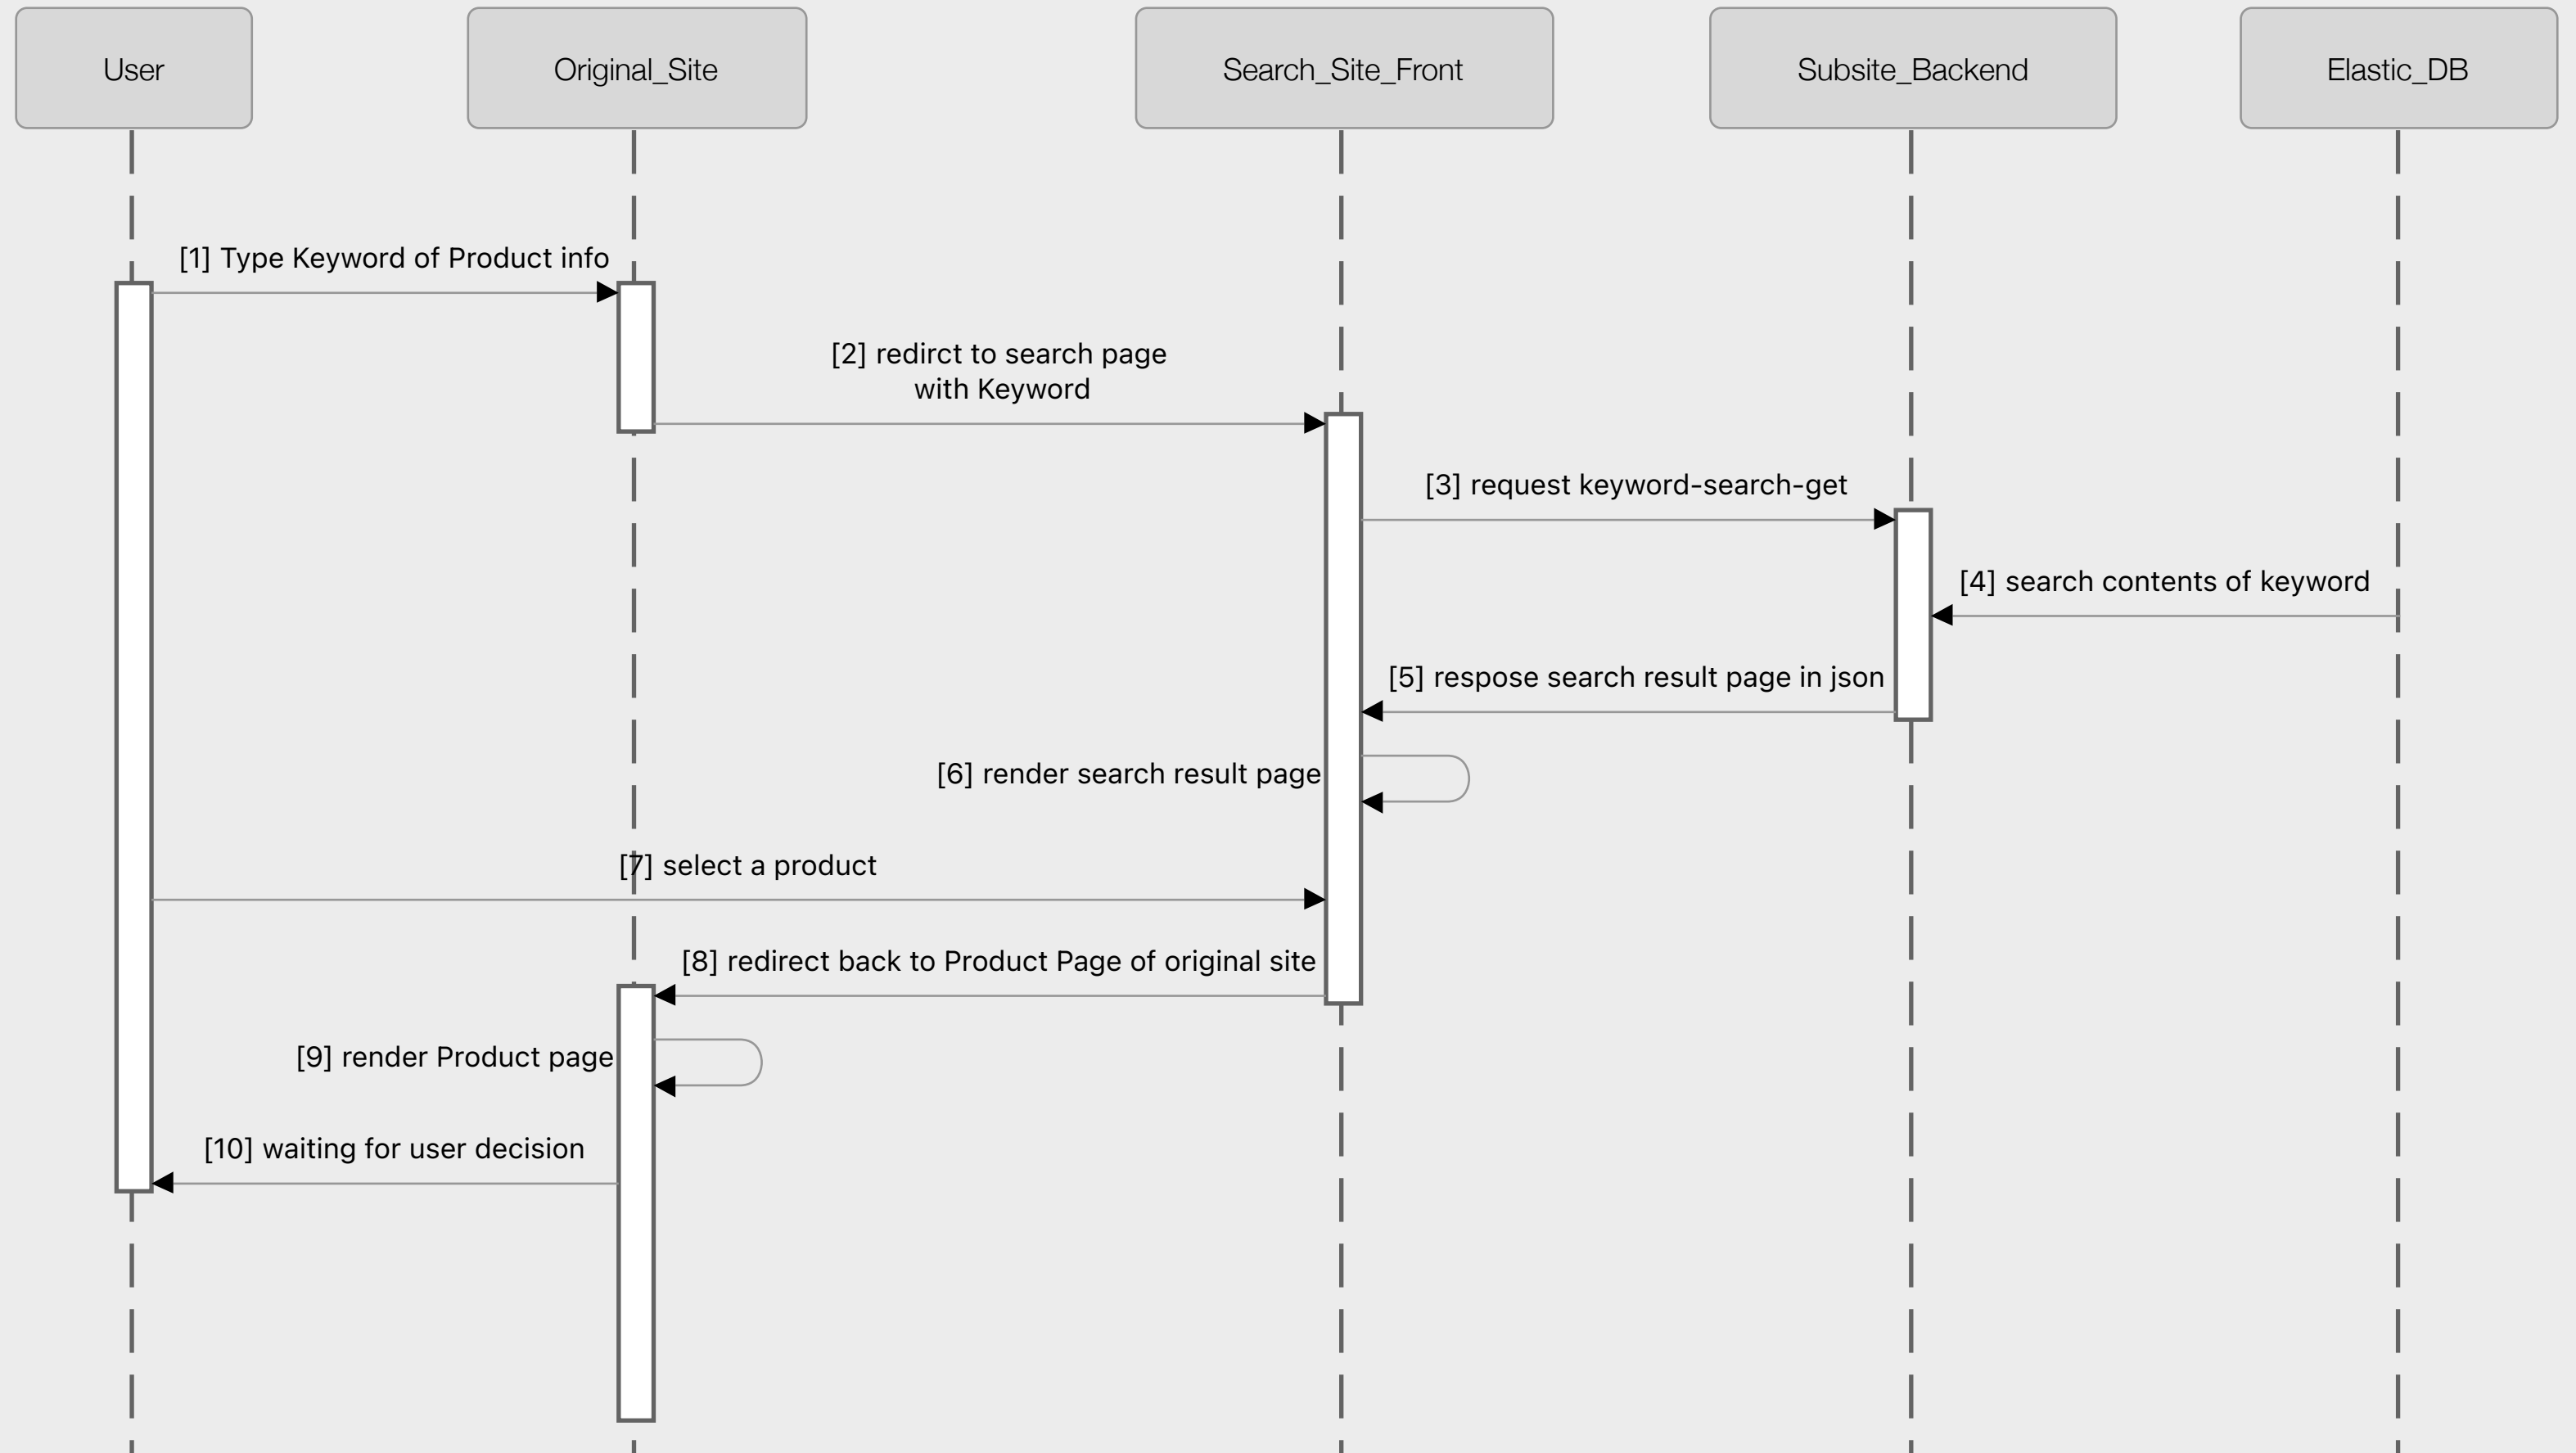 User
Original_Site
Search_Site_Front
Subsite_Backend
Elastic_DB
[1] Type Keyword of Product info
[2] redirct to search page
with Keyword
[3] request keyword-search-get
[4] search contents of keyword
[5] respose search result page in json
[6] render search result page
[7] select a product
[8] redirect back to Product Page of original site
[9] render Product page
[10] waiting for user decision